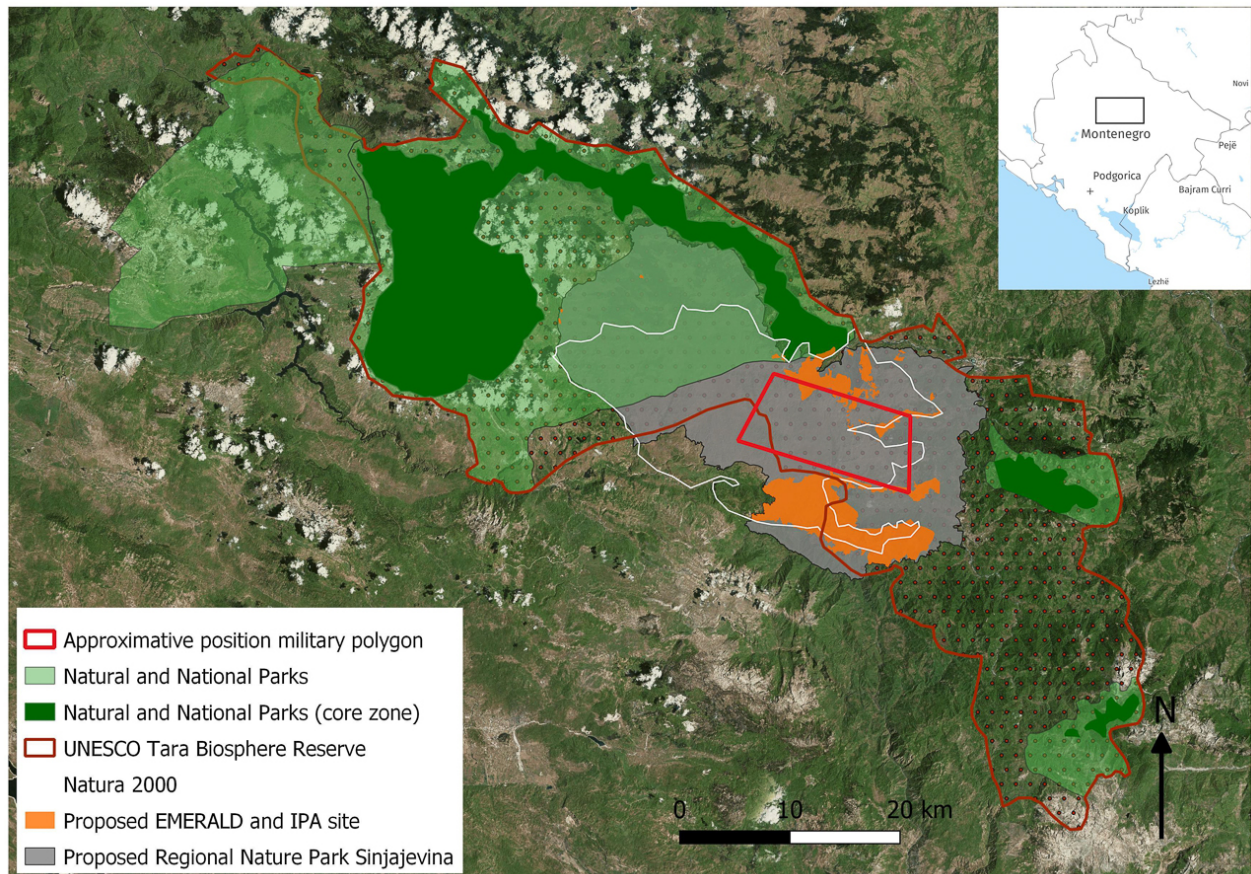 Novi
Montenegro
Pejë
Podgorica
Bajram Curri
Koplik
Lezhë
Approximative position military polygon
Natural and National Parks
Natural and National Parks (core zone)
UNESCO Tara Biosphere Reserve
Natura 2000
Proposed EMERALD and IPA site
Proposed Regional Nature Park Sinjajevina
0 10 20 km
N